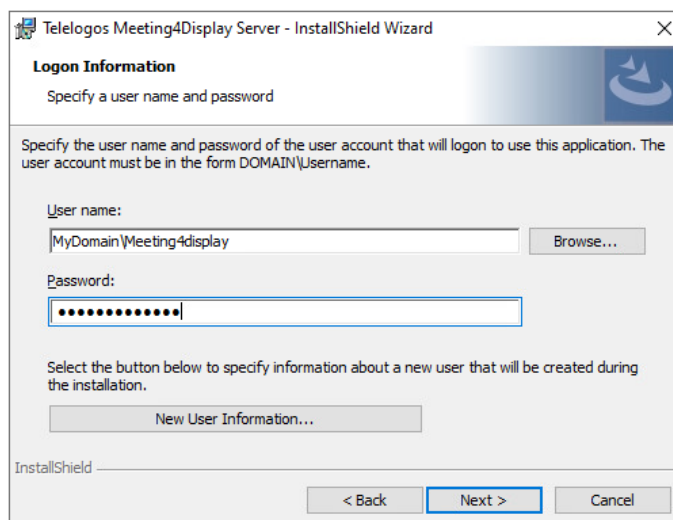 Telelogos Meeting4Display Server - InstallShield Wizard
Logon Information
Specify a user name and password
Specify the user name and password of the user account that will logon to use this application. The
user account must be in the form DOMAIN\Username.
User name:
MyDomain\Meeting4display
Browse...
Password:
•••••••••••••
Select the button below to specify information about a new user that will be created during
the installation.
New User Information...
InstallShield
< Back
Next >
Cancel